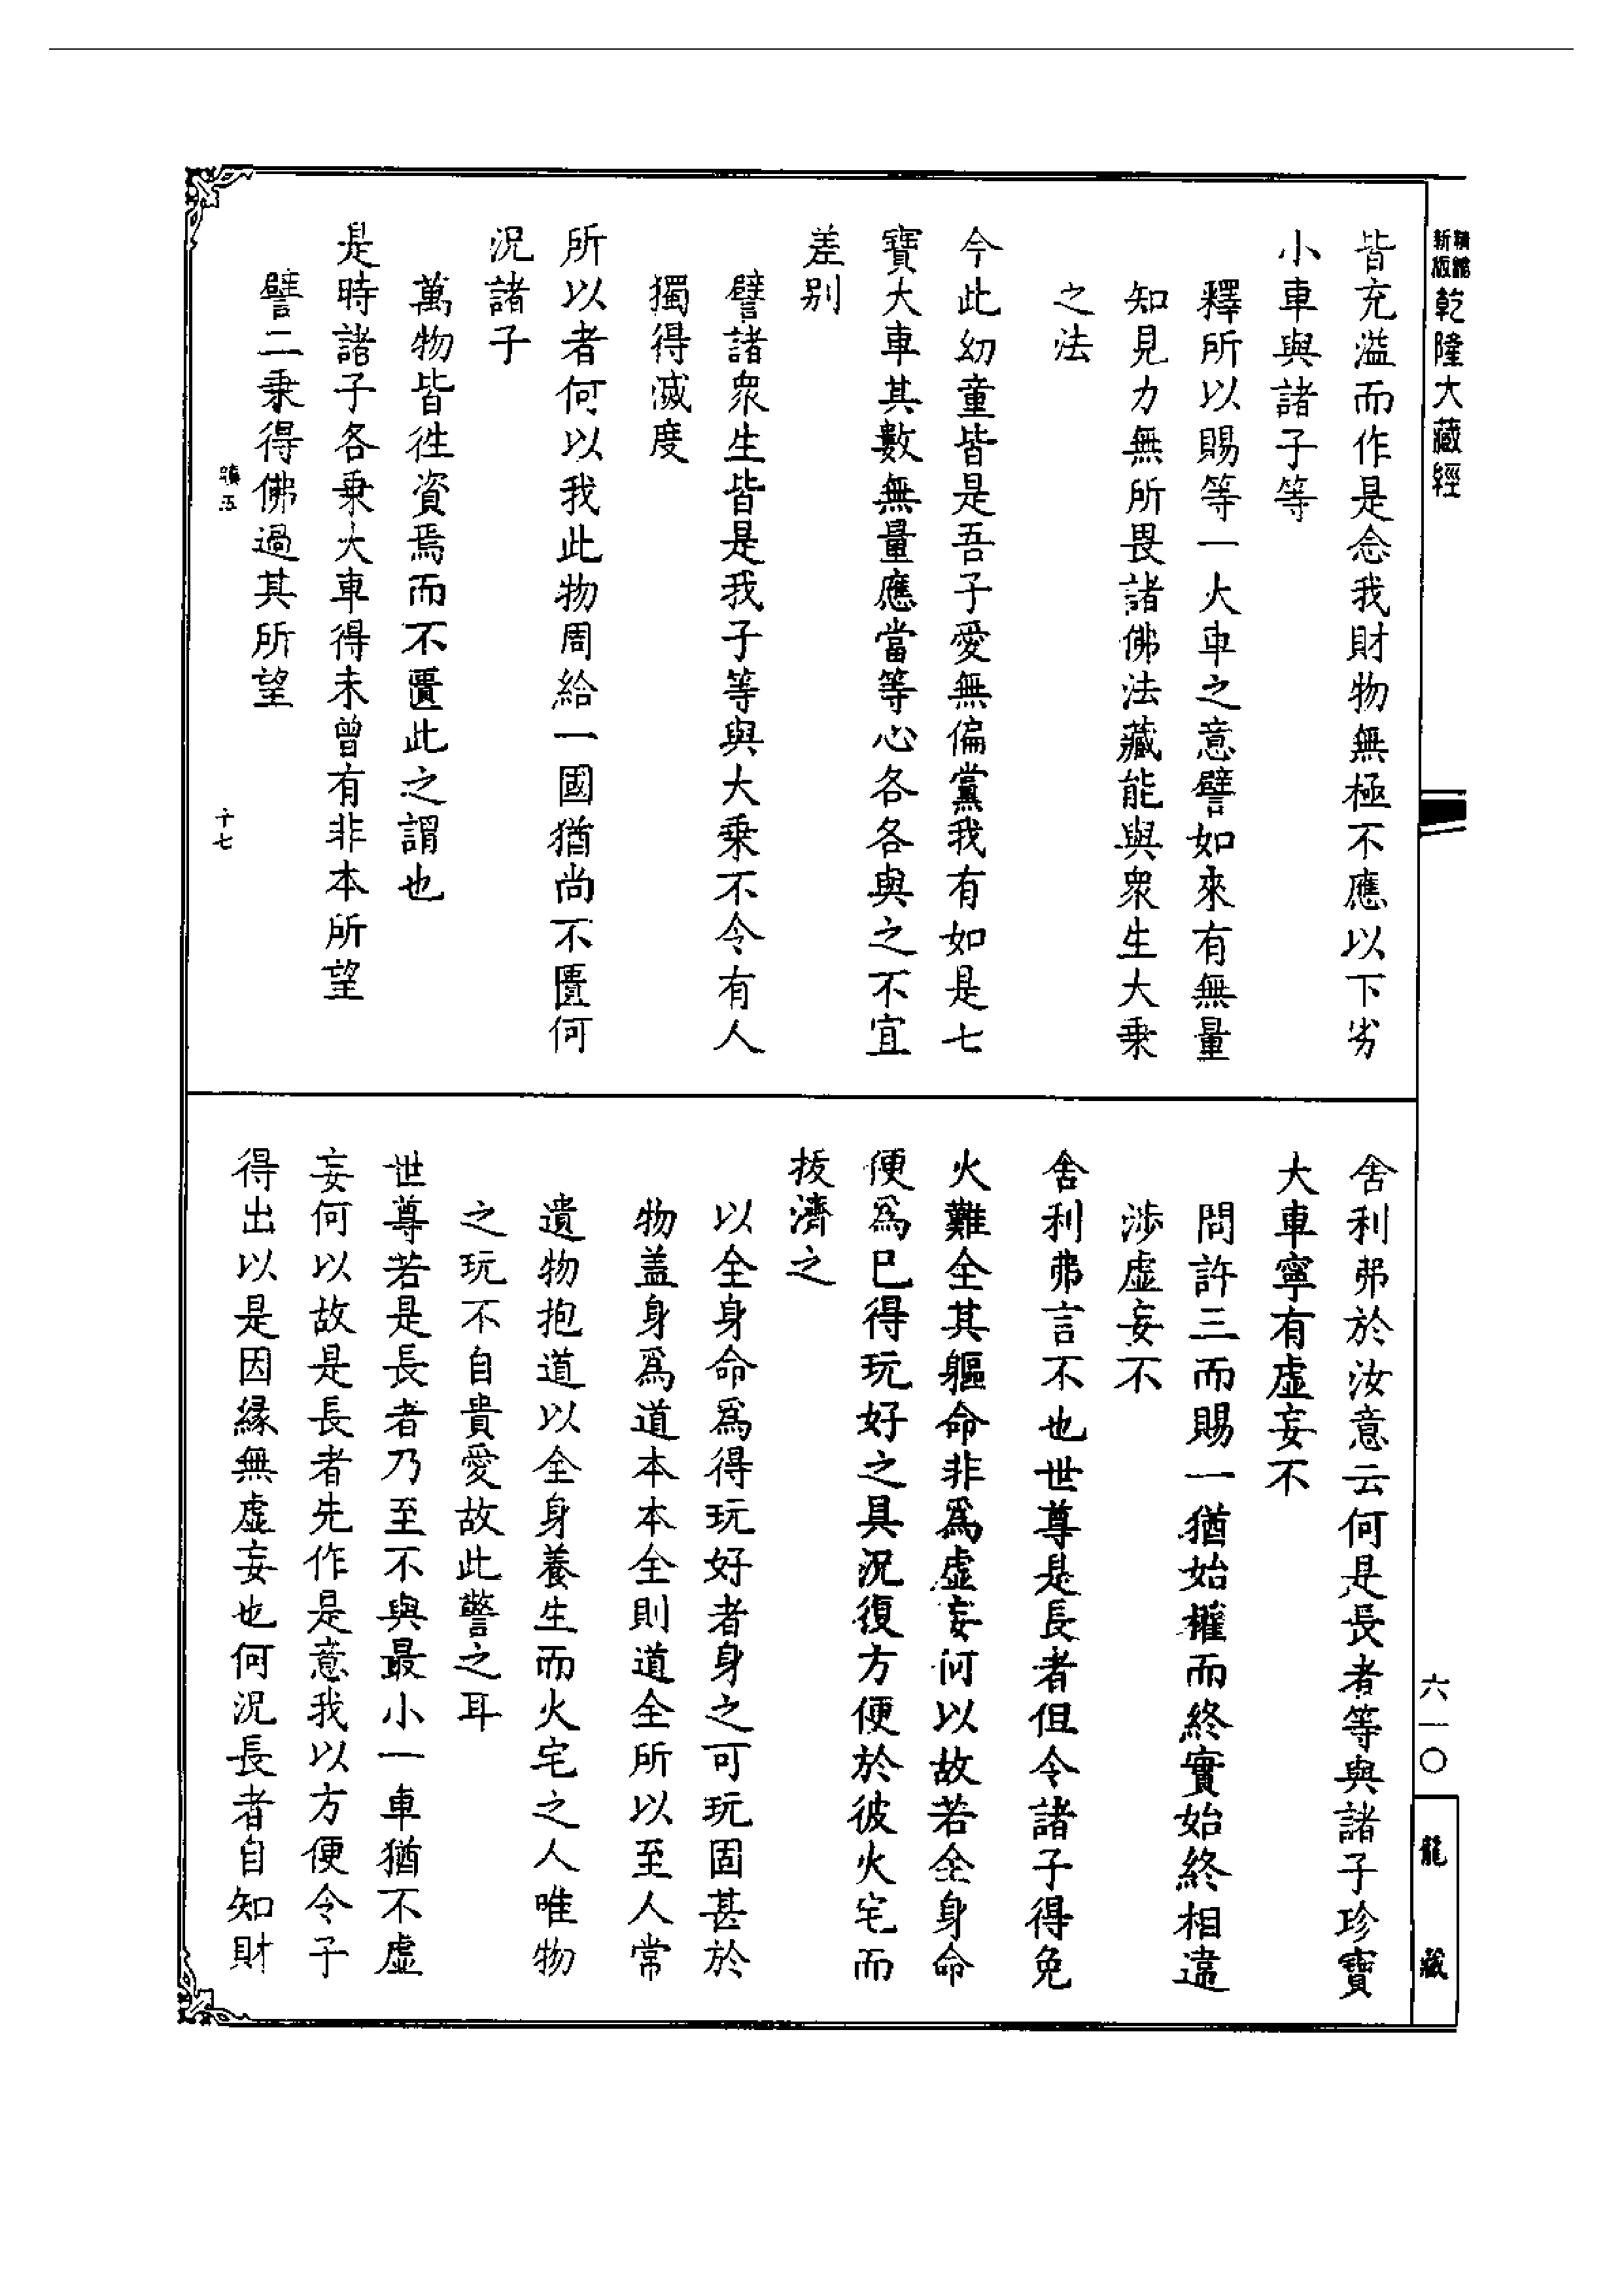 新版
乾隆大藏經
皆充溢而作是念我財物無極不應以下劣
小車與諸子等
釋所以賜等一大車之意譬如來有無量
知見力無所畏諸佛法藏能與衆生大乗
之法
今此幼童皆是吾子愛無偏黨我有如是七
寶大車其數無量應當等心各各與之不宜
差别
譬諸衆生皆是我子等與大乗不令有人
獨得滅度
所以者何以我此物周給一國猶尚不匱何
況諸子
萬物皆徃資焉而不匱此之謂也
是時諸子各乗大車得未曾有非本所望
譬二乗得佛過其所望
五
十七
舍利弗於汝意云何是長者等與諸子珍寶
大車寧有虚妄不
問許三而賜一猶始權而終實始終相違
涉虚妄不
舍利弗言不也世尊是長者但令諸子得免
火難全其軀命非爲虚妄何以故若全身命
便爲巳得玩好之具況復方便於彼火宅而
拔濟之
以全身命爲得玩好者身之可玩固甚於
物盖身爲道本本全則道全所以至人常
遺物抱道以全身養生而火宅之人唯物
之玩不自貴愛故此警之耳
世尊若是長者乃至不與最小一車猶不虚
妄何以故是長者先作是意我以方便令子
得出以是因緣無虚妄也何況長者自知財
六一〇
龍藏